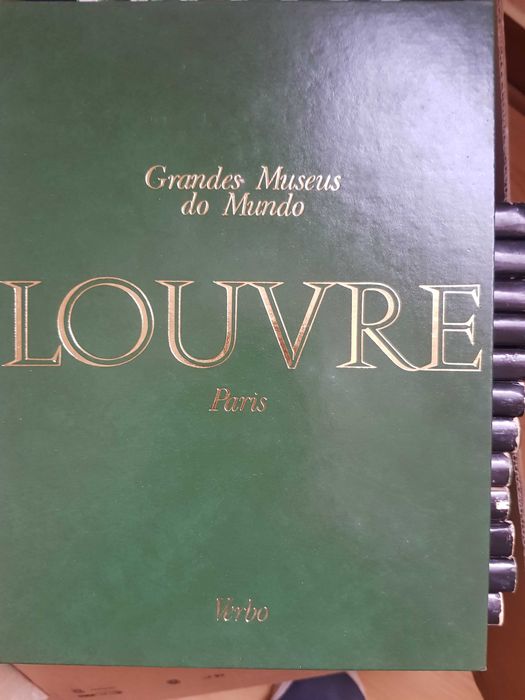 Grandes Museus
do Mundo
LOUVRE
Paris
Verbo